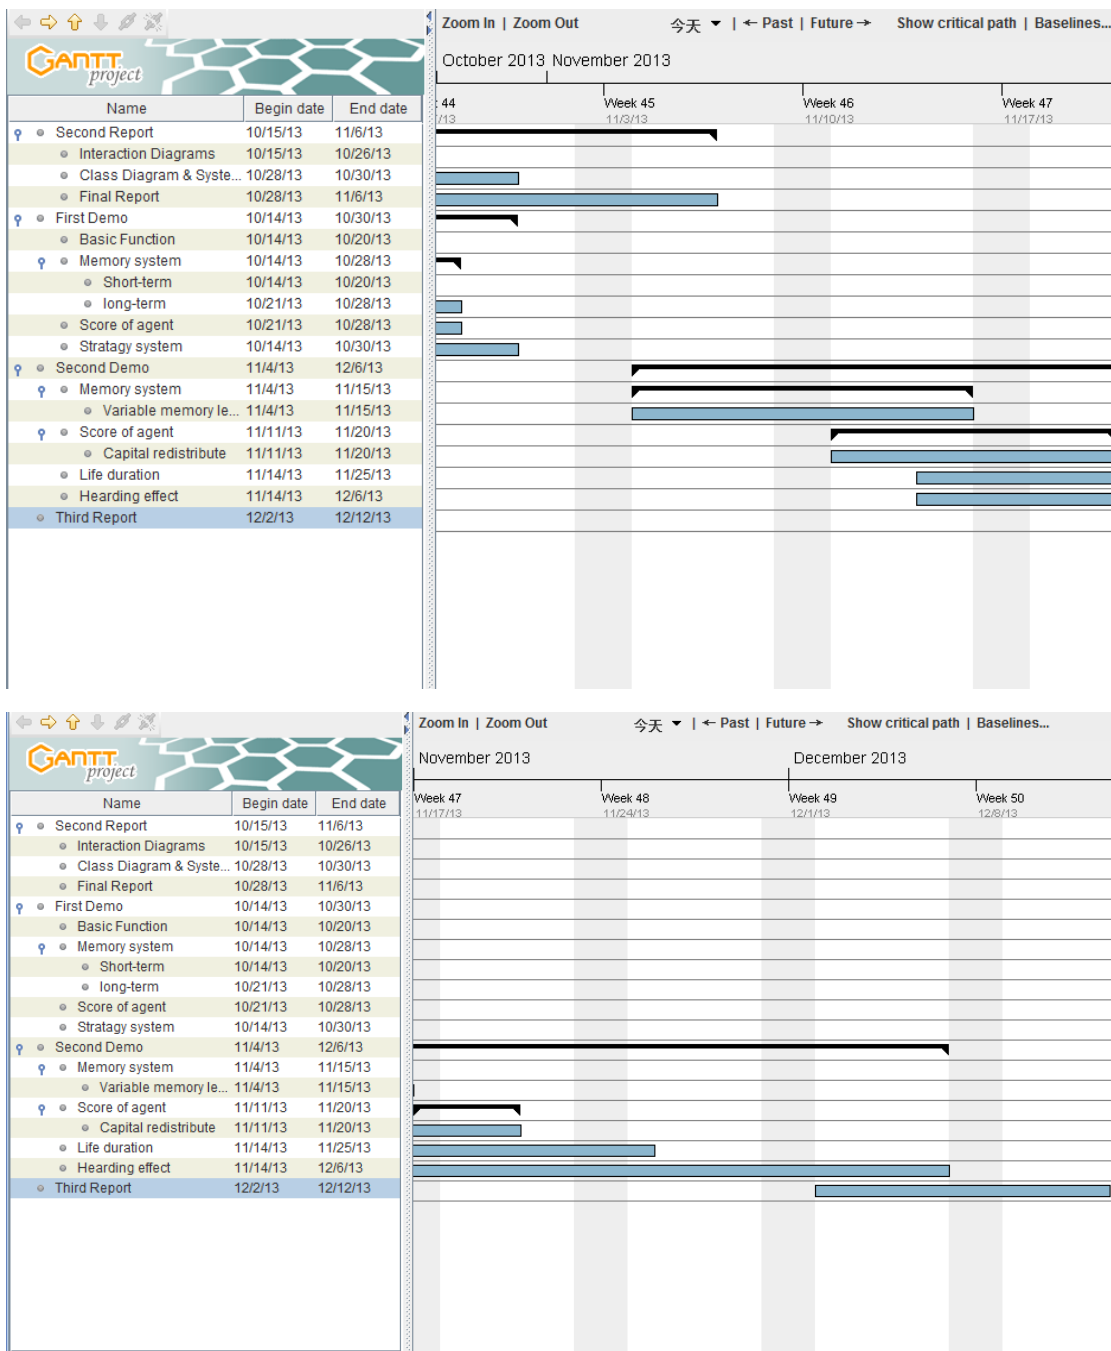 Zoom In | Zoom Out 今天 ▼ | ← Past | Future → Show critical path | Baselines...
GANTT project
October 2013 November 2013
Name Begin date End date
: 44 Week 45 Week 46 Week 47
/13 11/3/13 11/10/13 11/17/13
Second Report 10/15/13 11/6/13
Interaction Diagrams 10/15/13 10/26/13
Class Diagram & Syste... 10/28/13 10/30/13
Final Report 10/28/13 11/6/13
First Demo 10/14/13 10/30/13
Basic Function 10/14/13 10/20/13
Memory system 10/14/13 10/28/13
Short-term 10/14/13 10/20/13
long-term 10/21/13 10/28/13
Score of agent 10/21/13 10/28/13
Stratagy system 10/14/13 10/30/13
Second Demo 11/4/13 12/6/13
Memory system 11/4/13 11/15/13
Variable memory le... 11/4/13 11/15/13
Score of agent 11/11/13 11/20/13
Capital redistribute 11/11/13 11/20/13
Life duration 11/14/13 11/25/13
Hearding effect 11/14/13 12/6/13
Third Report 12/2/13 12/12/13
Zoom In | Zoom Out 今天 ▼ | ← Past | Future → Show critical path | Baselines...
GANTT project
November 2013 December 2013
Name Begin date End date
Week 47 Week 48 Week 49 Week 50
11/17/13 11/24/13 12/1/13 12/8/13
Second Report 10/15/13 11/6/13
Interaction Diagrams 10/15/13 10/26/13
Class Diagram & Syste... 10/28/13 10/30/13
Final Report 10/28/13 11/6/13
First Demo 10/14/13 10/30/13
Basic Function 10/14/13 10/20/13
Memory system 10/14/13 10/28/13
Short-term 10/14/13 10/20/13
long-term 10/21/13 10/28/13
Score of agent 10/21/13 10/28/13
Stratagy system 10/14/13 10/30/13
Second Demo 11/4/13 12/6/13
Memory system 11/4/13 11/15/13
Variable memory le... 11/4/13 11/15/13
Score of agent 11/11/13 11/20/13
Capital redistribute 11/11/13 11/20/13
Life duration 11/14/13 11/25/13
Hearding effect 11/14/13 12/6/13
Third Report 12/2/13 12/12/13